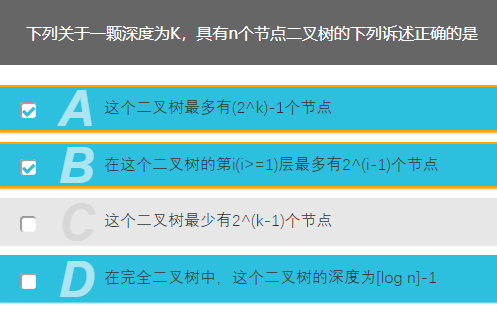 下列关于一颗深度为K，具有n个节点二叉树的下列诉述正确的是
A 这个二叉树最多有(2^k)-1个节点
B 在这个二叉树的第i(i>=1)层最多有2^(i-1)个节点
C 这个二叉树最少有2^(k-1)个节点
D 在完全二叉树中，这个二叉树的深度为[log n]-1